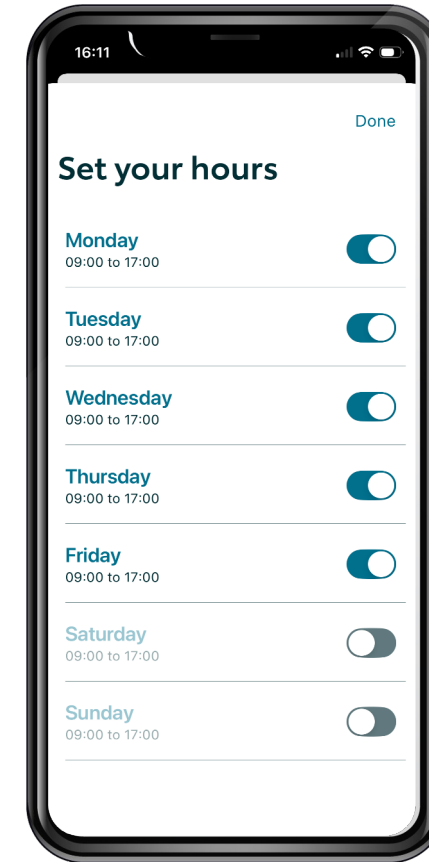 16:11
Done
Set your hours
Monday
09:00 to 17:00
Tuesday
09:00 to 17:00
Wednesday
09:00 to 17:00
Thursday
09:00 to 17:00
Friday
09:00 to 17:00
Saturday
09:00 to 17:00
Sunday
09:00 to 17:00